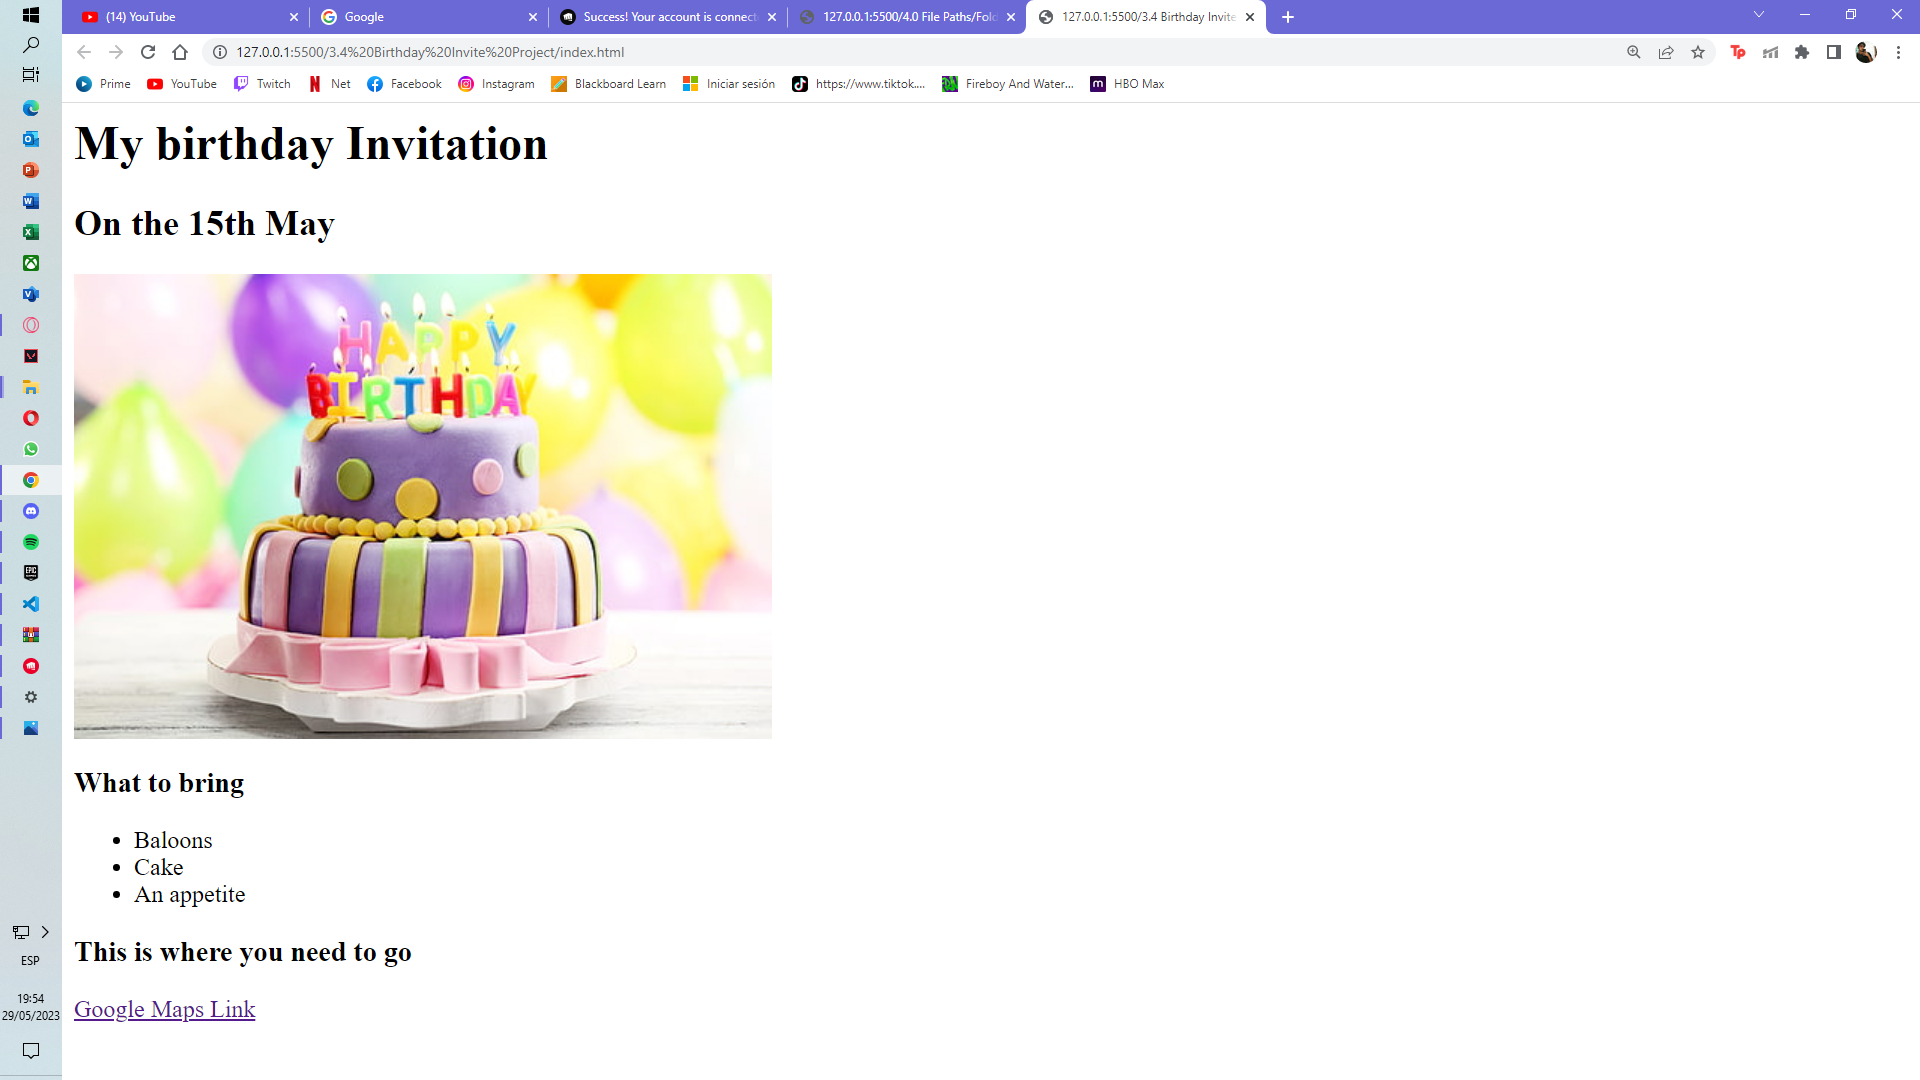 (14) YouTube
Google
Success! Your account is connect
127.0.0.1:5500/4.0 File Paths/Fold
127.0.0.1:5500/3.4 Birthday Invite
127.0.0.1:5500/3.4%20Birthday%20Invite%20Project/index.html
Prime
YouTube
Twitch
Net
Facebook
Instagram
Blackboard Learn
Iniciar sesión
https://www.tiktok....
Fireboy And Water...
HBO Max
My birthday Invitation
On the 15th May
HAPPY
BIRTHDAY
What to bring
Baloons
Cake
An appetite
This is where you need to go
Google Maps Link
ESP
19:54
29/05/2023